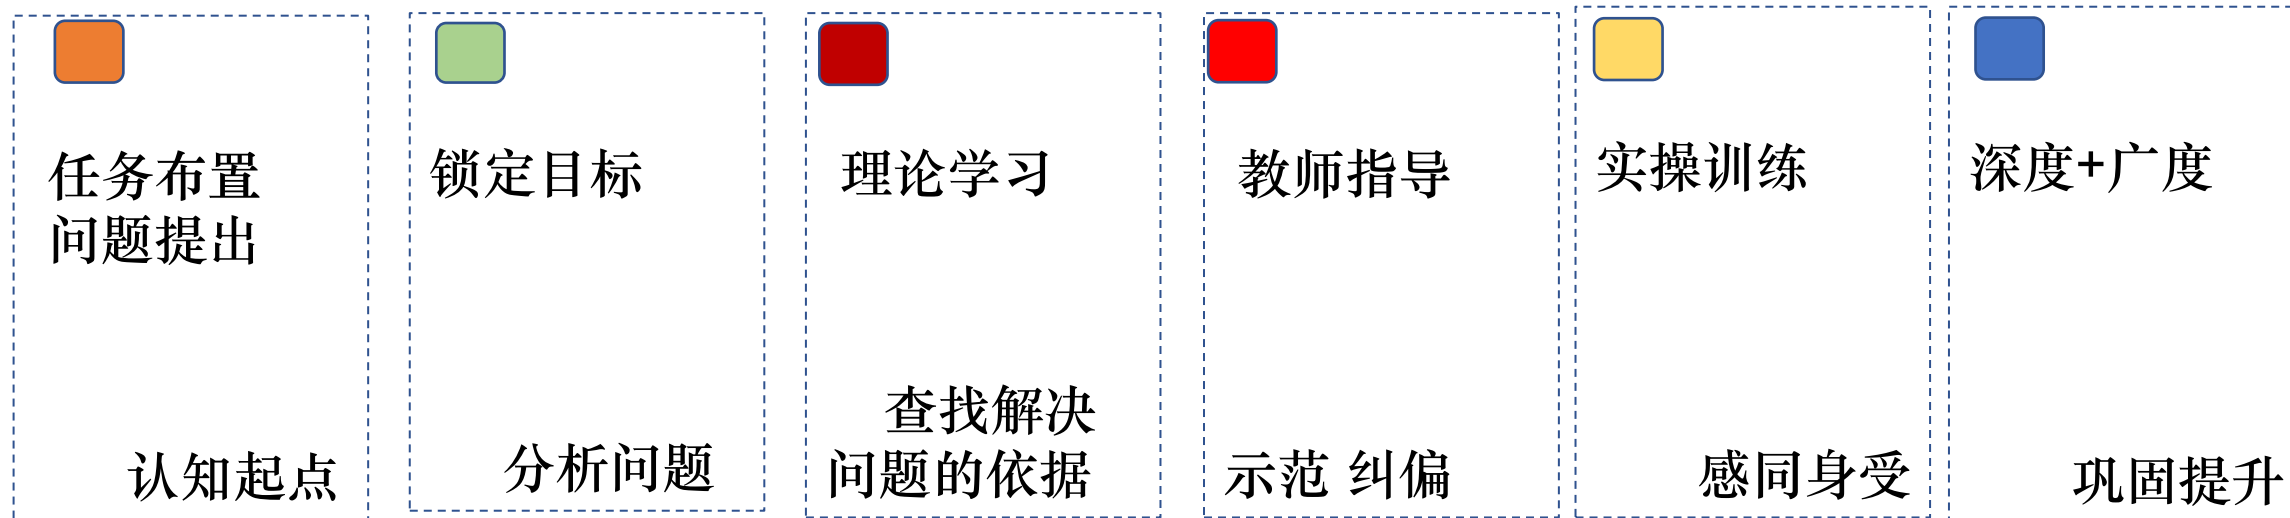 任务布置
问题提出
认知起点
锁定目标
分析问题
理论学习
查找解决
问题的依据
教师指导
示范 纠偏
实操训练
感同身受
深度+广度
巩固提升